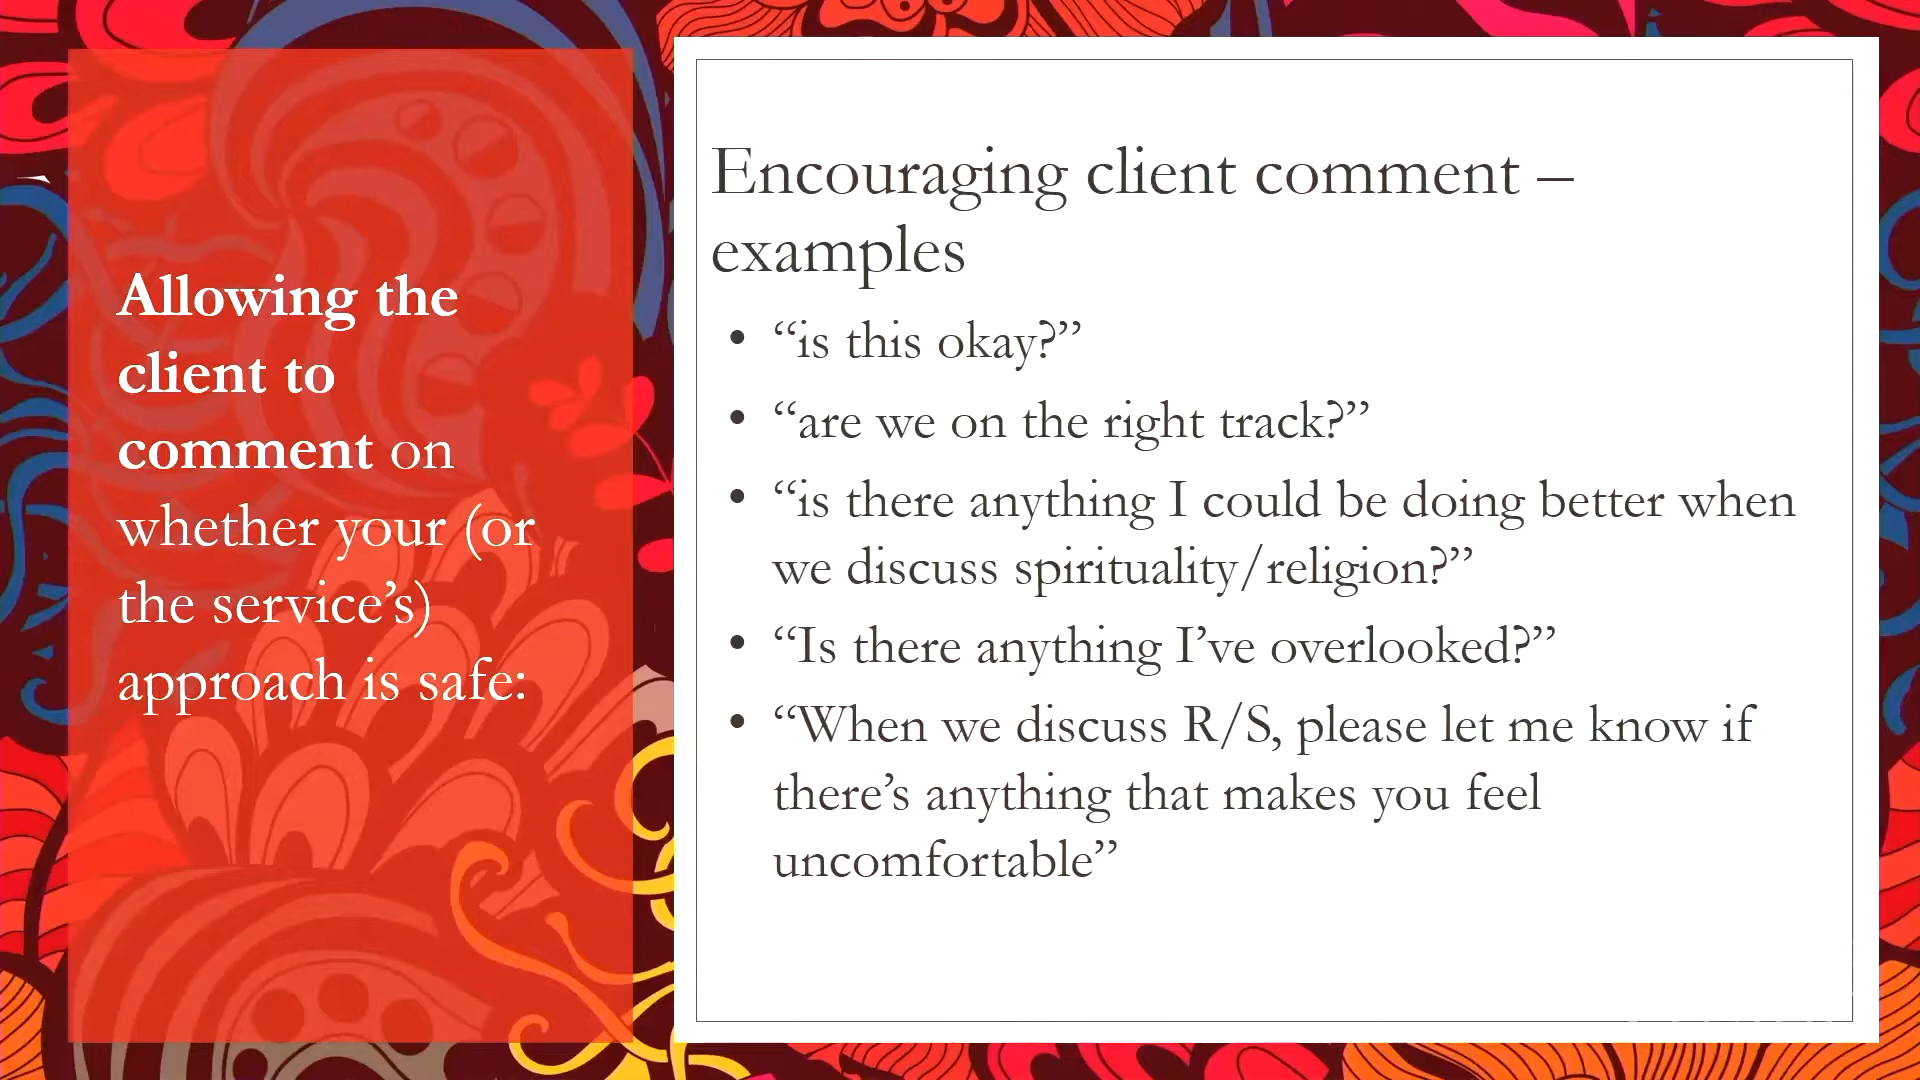 Allowing the
client to
comment on
whether your (or
the service’s)
approach is safe:
Encouraging client comment –
examples
• “is this okay?”
• “are we on the right track?”
• “is there anything I could be doing better when
we discuss spirituality/religion?”
• “Is there anything I’ve overlooked?”
• “When we discuss R/S, please let me know if
there’s anything that makes you feel
uncomfortable”